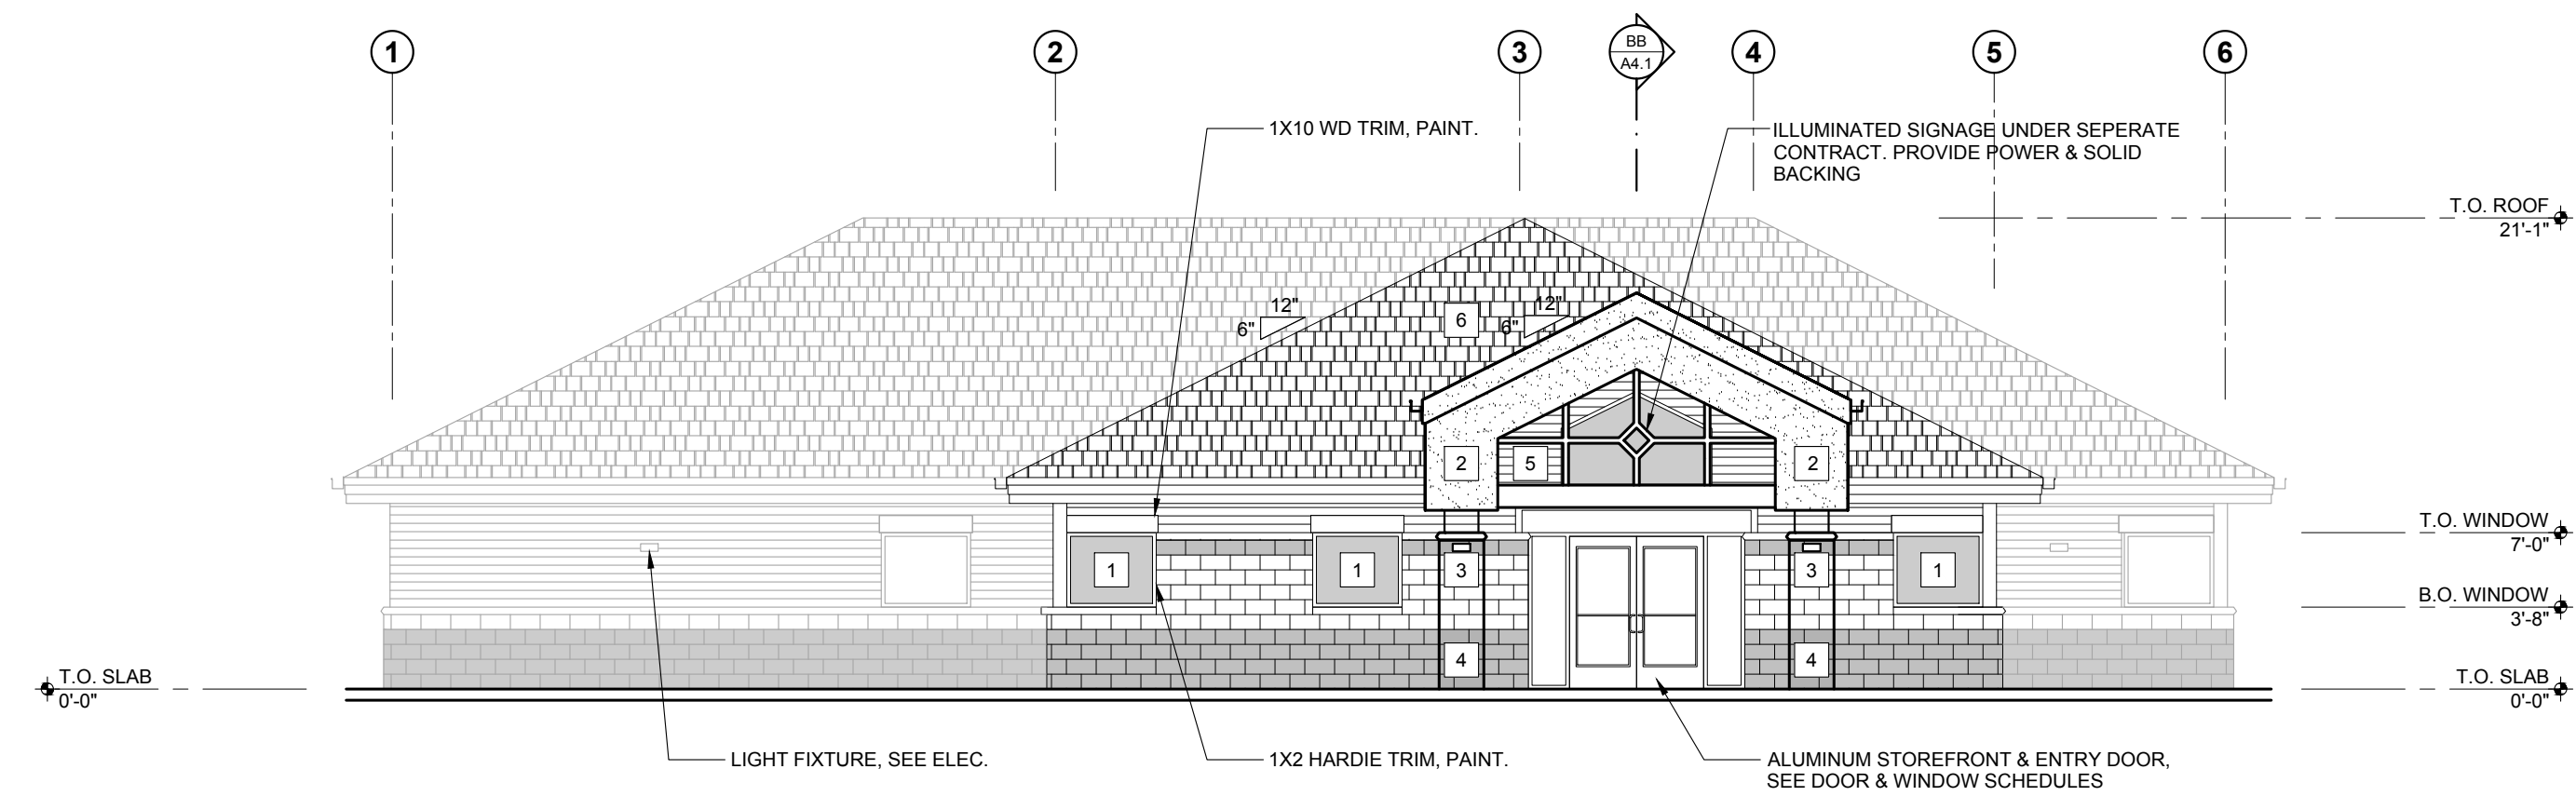 1
2
3
BB
A4.1
4
5
6
1X10 WD TRIM, PAINT.
ILLUMINATED SIGNAGE UNDER SEPERATE
CONTRACT. PROVIDE POWER & SOLID
BACKING
T.O. ROOF
21'-1"
12"
6"
6
12"
6"
2
5
2
T.O. WINDOW
7'-0"
1
1
3
3
1
B.O. WINDOW
3'-8"
4
4
T.O. SLAB
0'-0"
T.O. SLAB
0'-0"
LIGHT FIXTURE, SEE ELEC.
1X2 HARDIE TRIM, PAINT.
ALUMINUM STOREFRONT & ENTRY DOOR,
SEE DOOR & WINDOW SCHEDULES